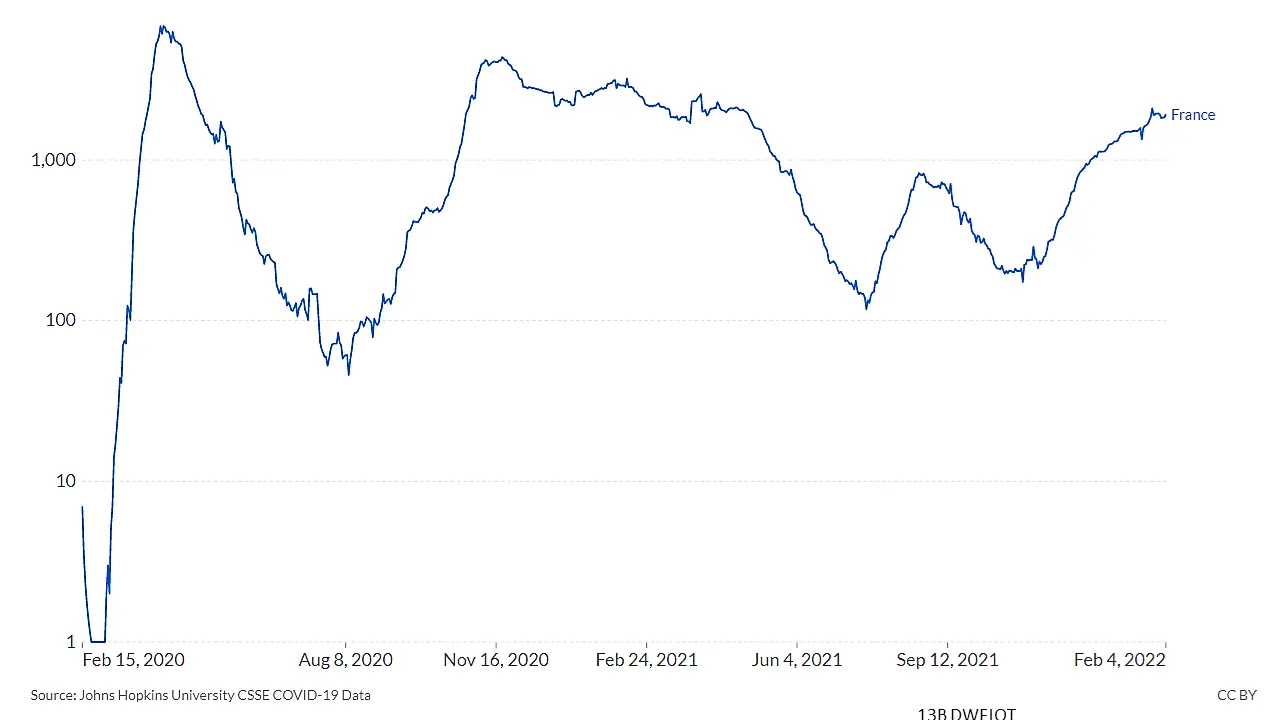 France
1,000
100
10
1
Feb 15, 2020 Aug 8, 2020 Nov 16, 2020 Feb 24, 2021 Jun 4, 2021 Sep 12, 2021 Feb 4, 2022
Source: Johns Hopkins University CSSE COVID-19 Data CC BY